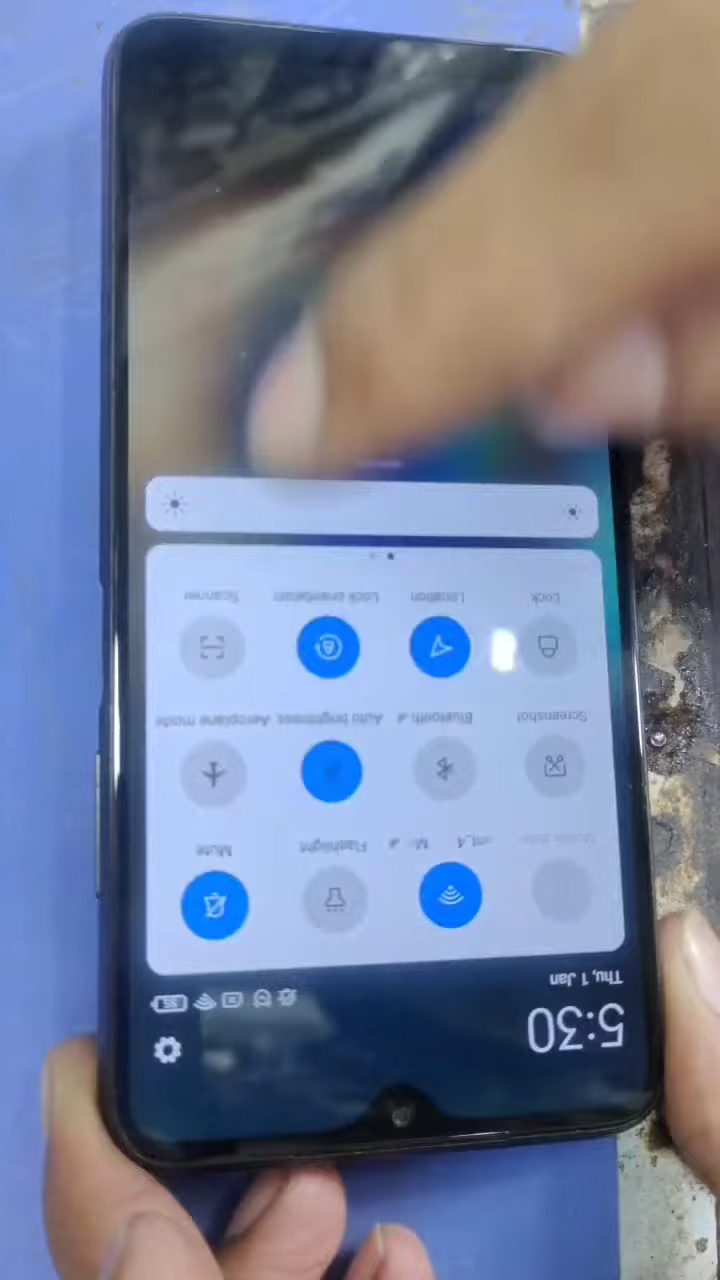 5:30
Thu, 1 Jan
Mute
Flashlight
Aeroplane mode
Auto brightness
Bluetooth
Screenshot
Scanner
Lock orientation
Location
Lock